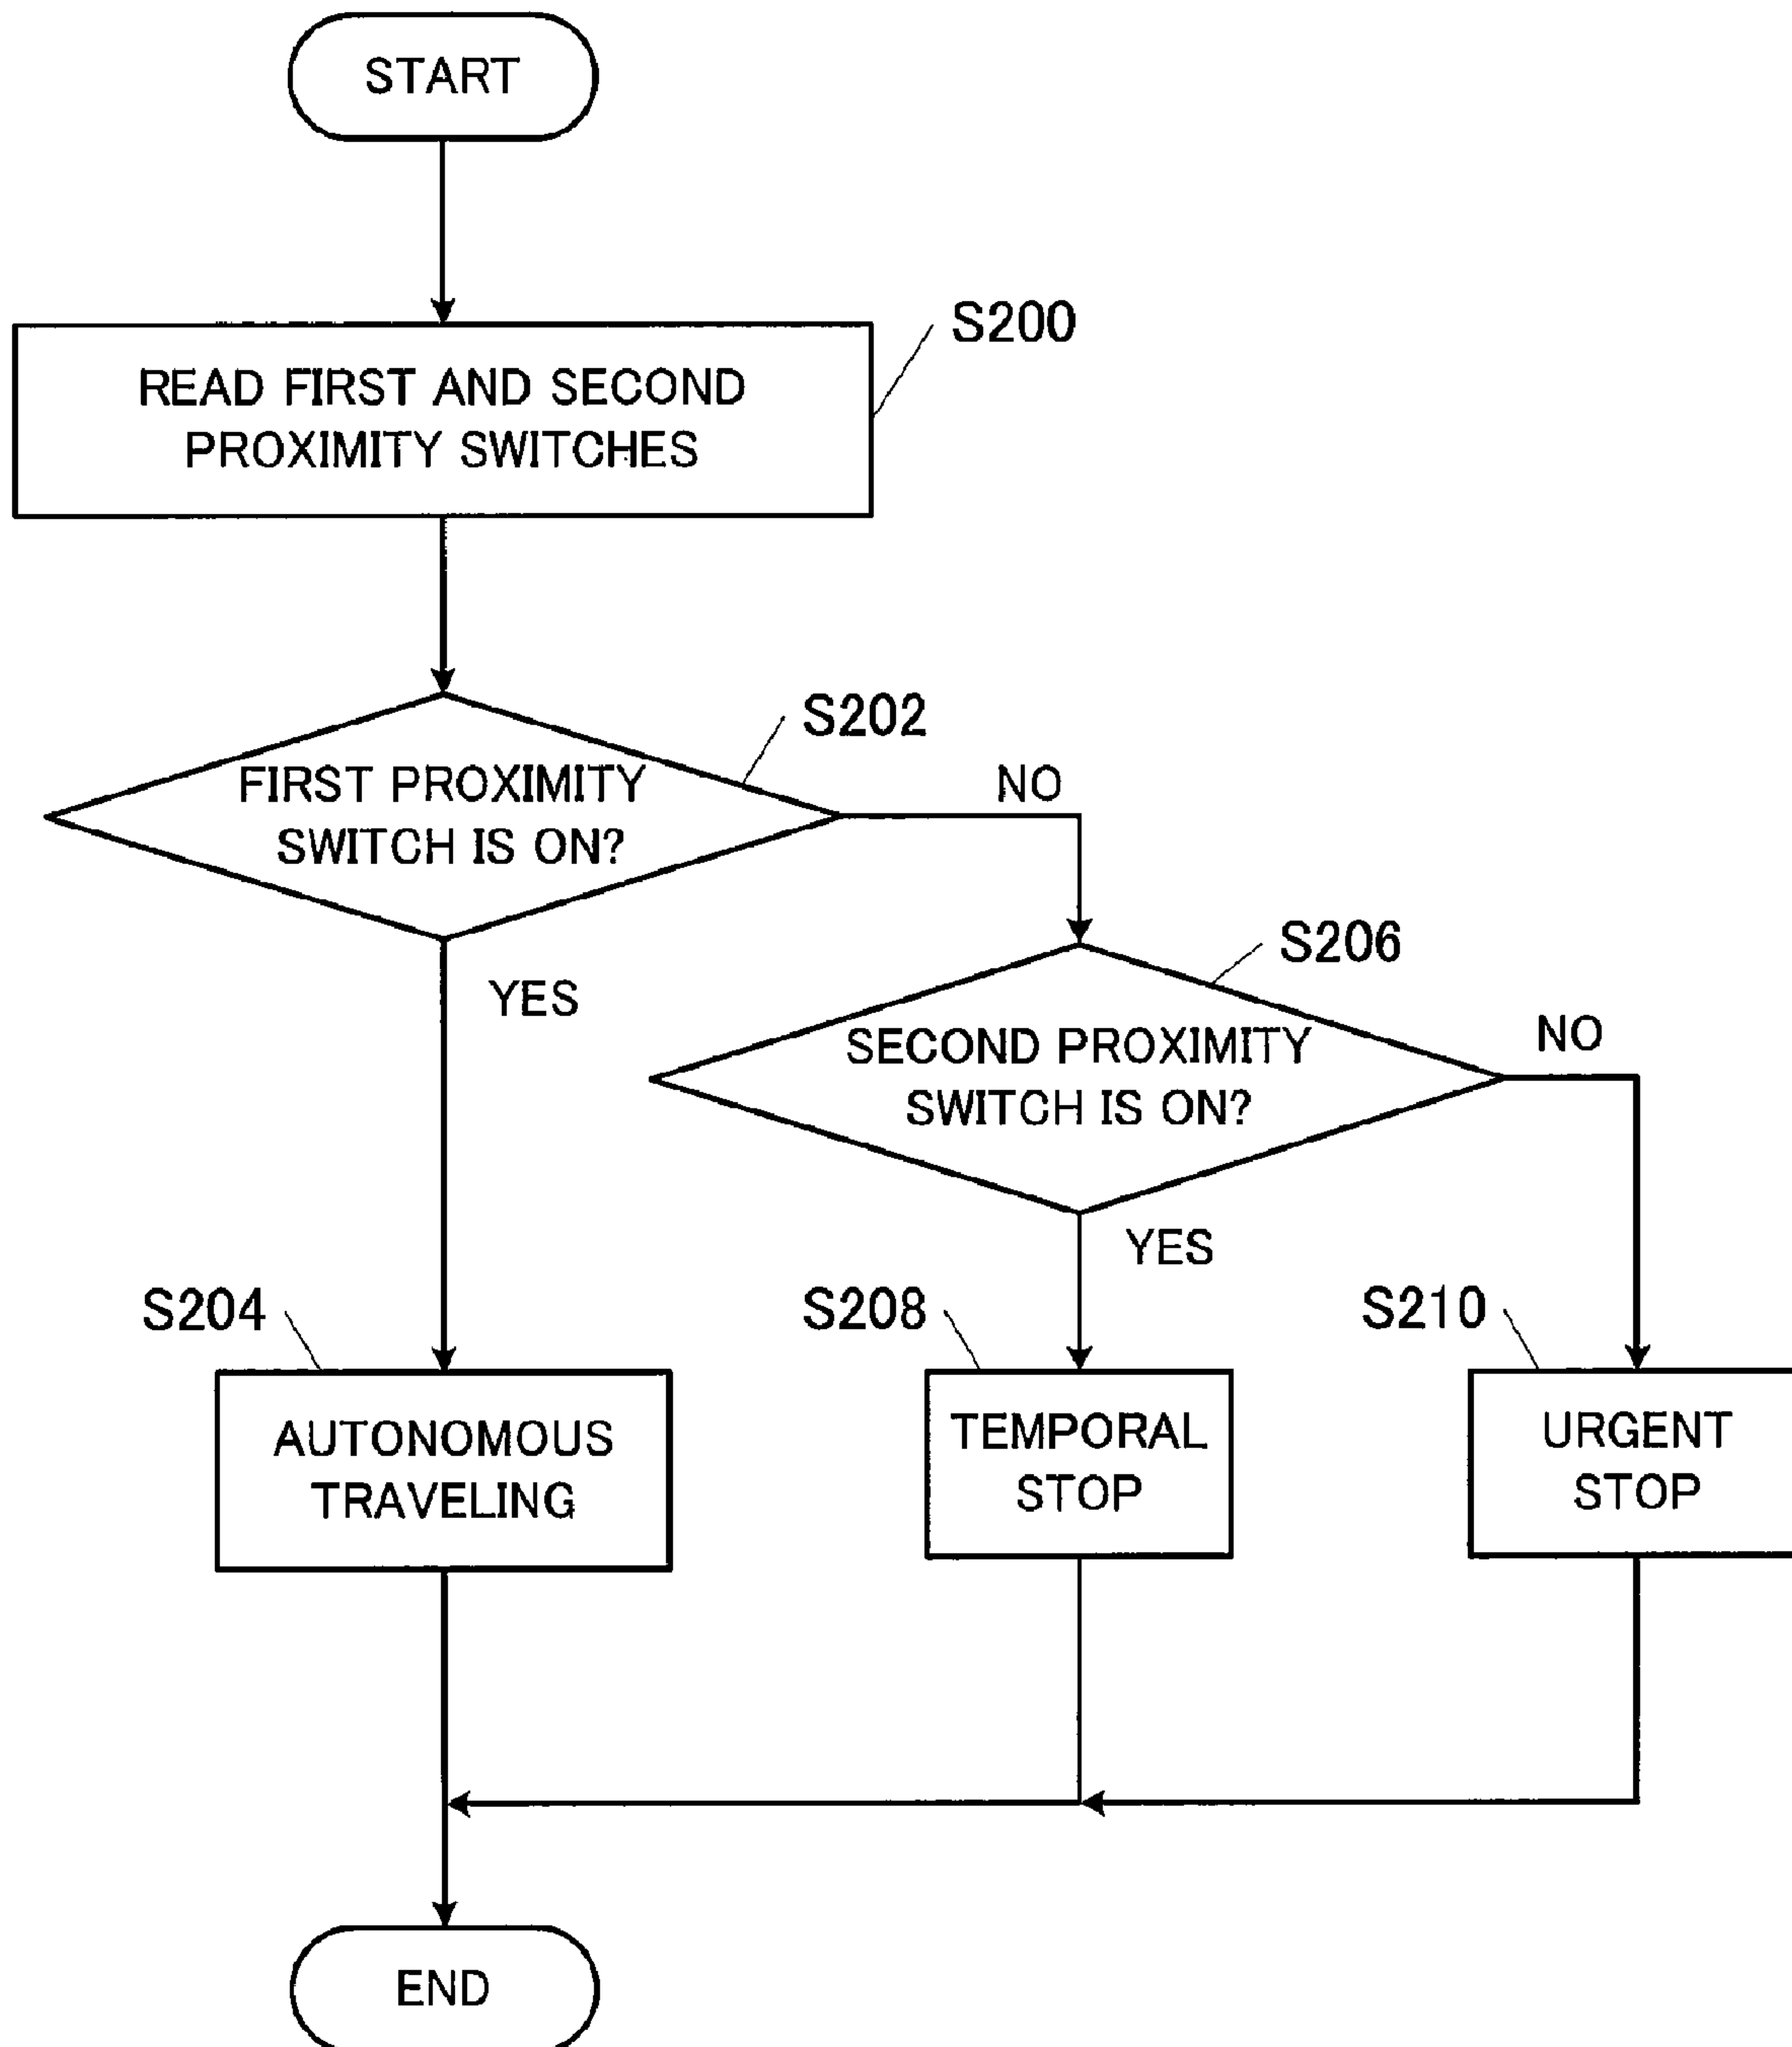 START
S200
READ FIRST AND SECOND
PROXIMITY SWITCHES
S202
FIRST PROXIMITY
SWITCH IS ON?
NO
YES
S206
SECOND PROXIMITY
SWITCH IS ON?
NO
YES
S204
AUTONOMOUS
TRAVELING
S208
TEMPORAL
STOP
S210
URGENT
STOP
END